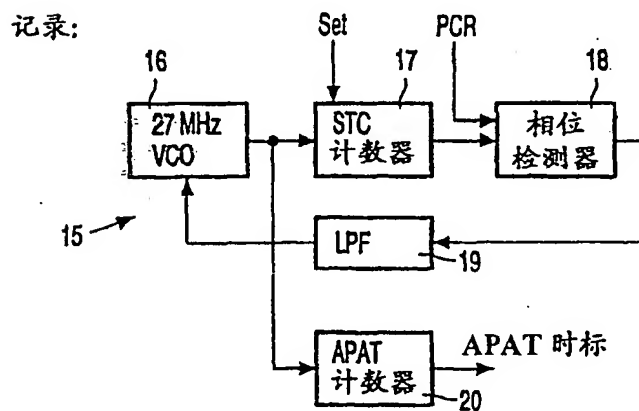 记录:
Set
PCR
16
17
18
27 MHz
VCO
STC
计数器
相位
检测器
15
LPF
19
APAT
计数器
APAT 时标
20